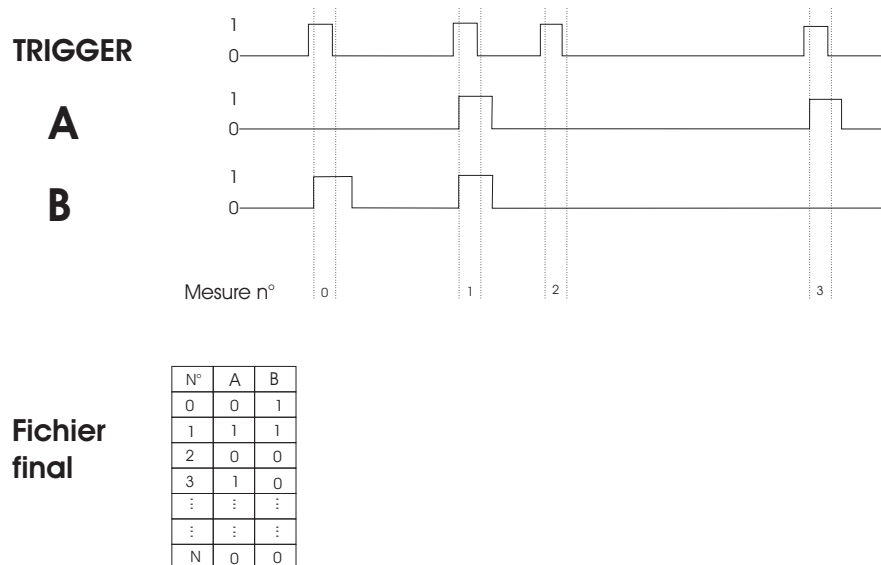 TRIGGER
1
0
A
1
0
B
1
0
Mesure n° 0 1 2 3
Fichier
final
N° A B
0 0 1
1 1 1
2 0 0
3 1 0
⋮ ⋮ ⋮
⋮ ⋮ ⋮
N 0 0